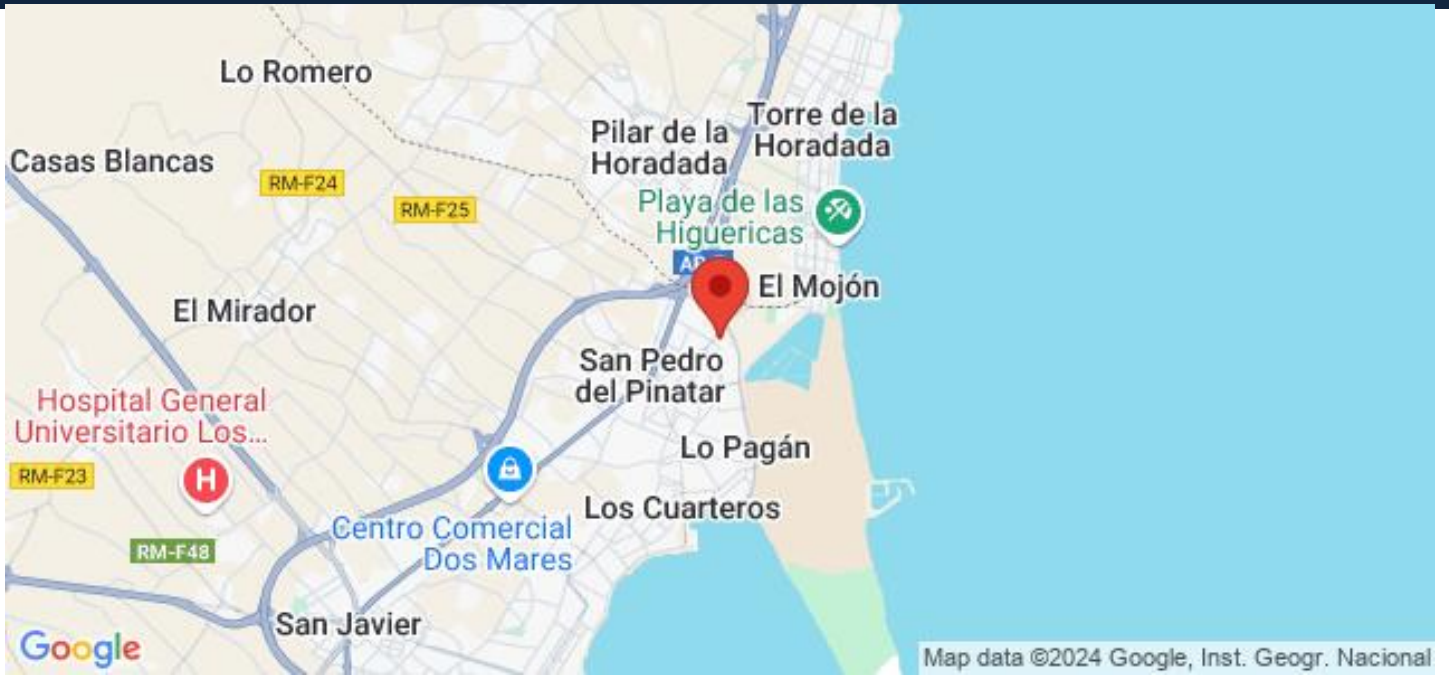 Lo Romero
Torre de la
Horadada
Pilar de la
Horadada
Casas Blancas
RM-F24
RM-F25
Playa de las
Higuericas
El Mojón
El Mirador
San Pedro
del Pinatar
Hospital General
Universitario Los...
RM-F23
H
Lo Pagán
Los Cuarteros
Centro Comercial
Dos Mares
RM-F48
San Javier
Google
Map data ©2024 Google, Inst. Geogr. Nacional